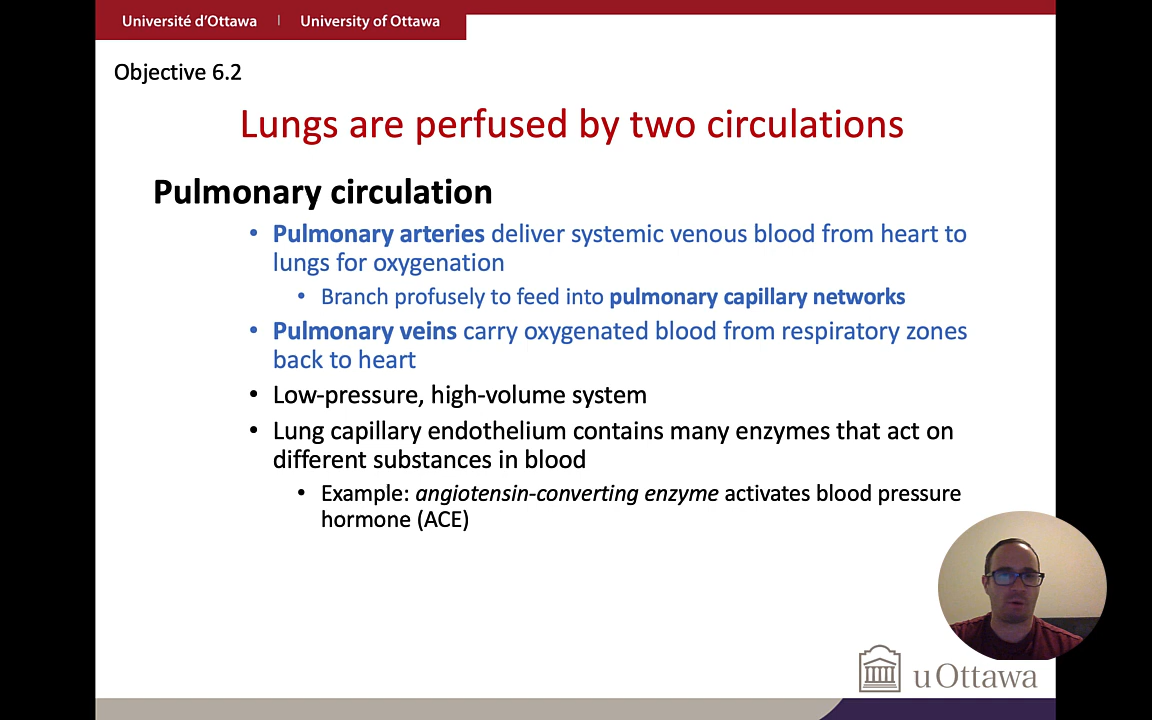 Université d'Ottawa | University of Ottawa
Objective 6.2
Lungs are perfused by two circulations
Pulmonary circulation
• Pulmonary arteries deliver systemic venous blood from heart to
lungs for oxygenation
• Branch profusely to feed into pulmonary capillary networks
• Pulmonary veins carry oxygenated blood from respiratory zones
back to heart
• Low-pressure, high-volume system
• Lung capillary endothelium contains many enzymes that act on
different substances in blood
• Example: angiotensin-converting enzyme activates blood pressure
hormone (ACE)
uOttawa